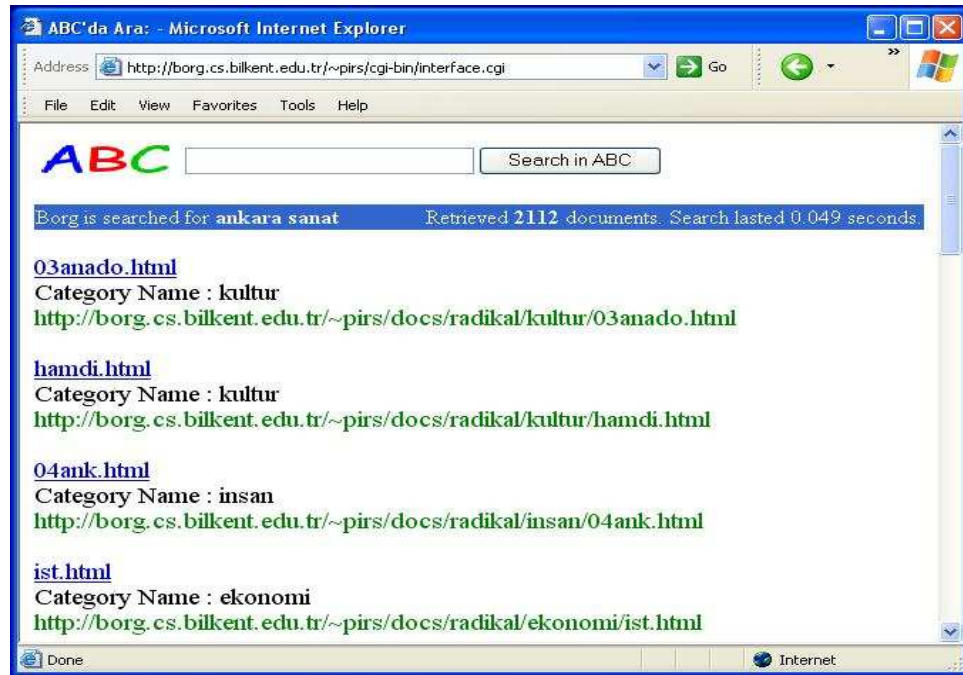 ABC'da Ara: - Microsoft Internet Explorer
Address http://borg.cs.bilkent.edu.tr/~pirs/cgi-bin/interface.cgi Go »
File Edit View Favorites Tools Help
ABC Search in ABC
Borg is searched for ankara sanat Retrieved 2112 documents. Search lasted 0.049 seconds.
03anado.html
Category Name : kultur
http://borg.cs.bilkent.edu.tr/~pirs/docs/radikal/kultur/03anado.html
hamdi.html
Category Name : kultur
http://borg.cs.bilkent.edu.tr/~pirs/docs/radikal/kultur/hamdi.html
04ank.html
Category Name : insan
http://borg.cs.bilkent.edu.tr/~pirs/docs/radikal/insan/04ank.html
ist.html
Category Name : ekonomi
http://borg.cs.bilkent.edu.tr/~pirs/docs/radikal/ekonomi/ist.html
Done Internet